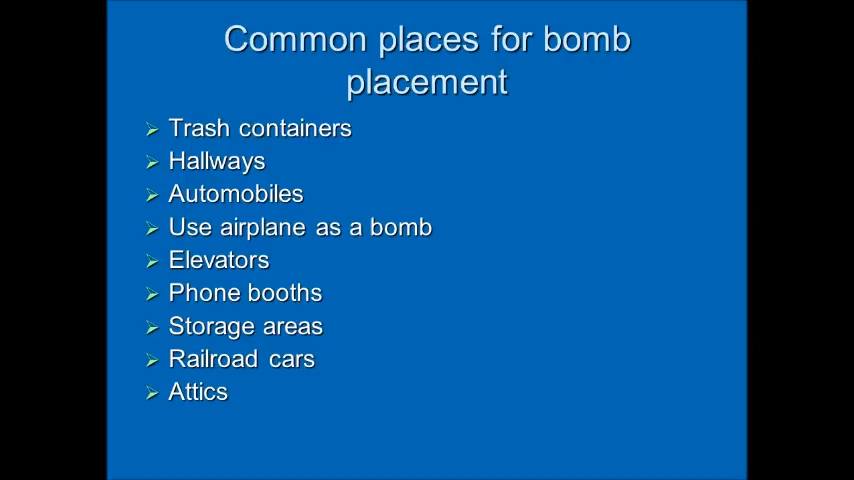 Common places for bomb
placement
Trash containers
Hallways
Automobiles
Use airplane as a bomb
Elevators
Phone booths
Storage areas
Railroad cars
Attics